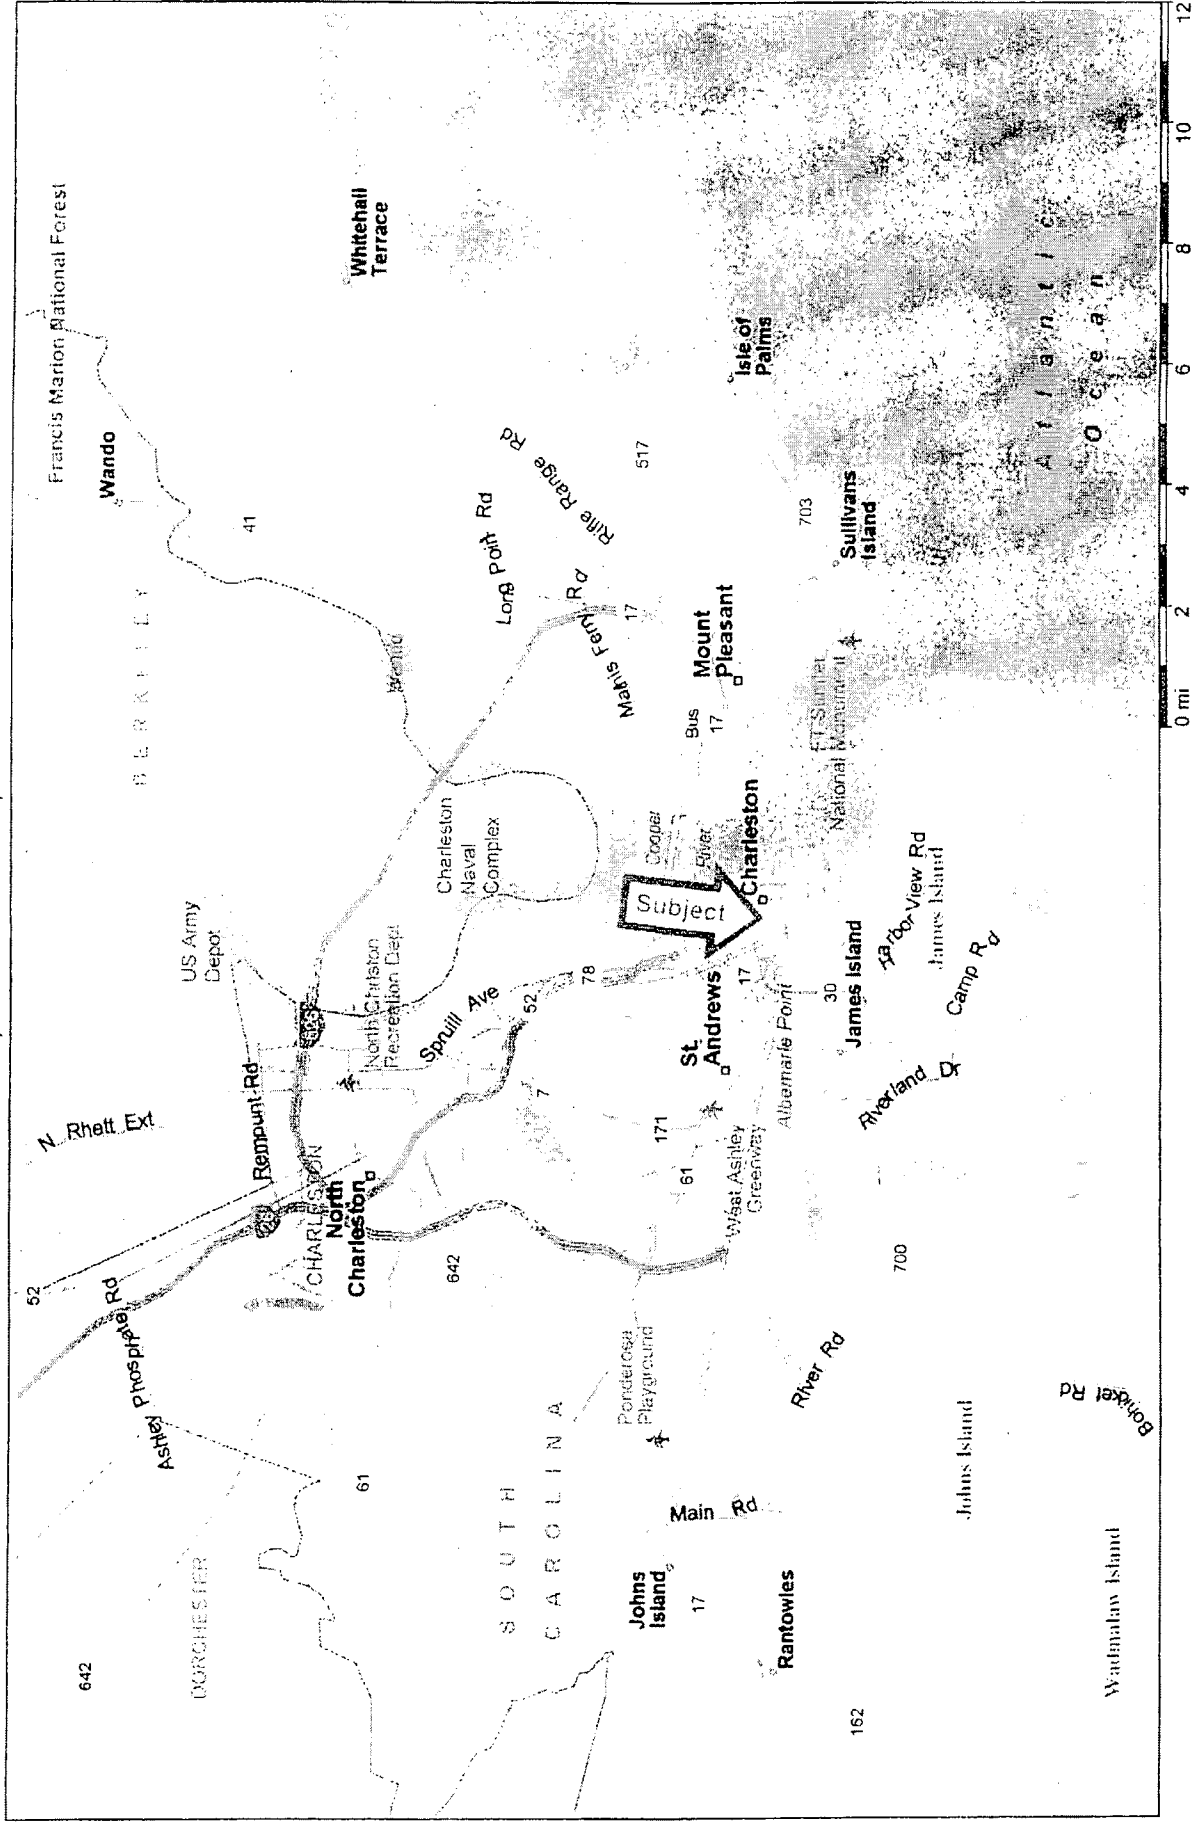 Francis Marion National Forest
Wando
BERKELEY
41
Whitehall
Terrace
N Rhett Ext
52
Ashley Phosphate Rd
642
DORCHESTER
61
Remount Rd
US Army
Depot
CHARLESTON
North
Charleston
North Chrlston
Recreation Dept
Spruill Ave
52
78
642
7
Charleston
Naval
Complex
Wando
Long Point Rd
Rifle Range Rd
Mathis Ferry Rd
17
517
SOUTH
CAROLINA
Ponderosa
Playground
171
61
West Ashley
Greenway
St.
Andrews
Subject
Cooper
River
Bus
17
Mount
Pleasant
Isle of
Palms
703
Sullivans
Island
Charleston
17
Albemarle Point
FT Sumter
National Monument
30
James Island
Harbor View Rd
James Island
Camp Rd
Riverland Dr
700
River Rd
Main Rd
Johns
Island
17
Rantowles
162
Johns Island
Bohicket Rd
Wadmalaw Island
Atlantic
Ocean
0 mi 2 4 6 8 10 12